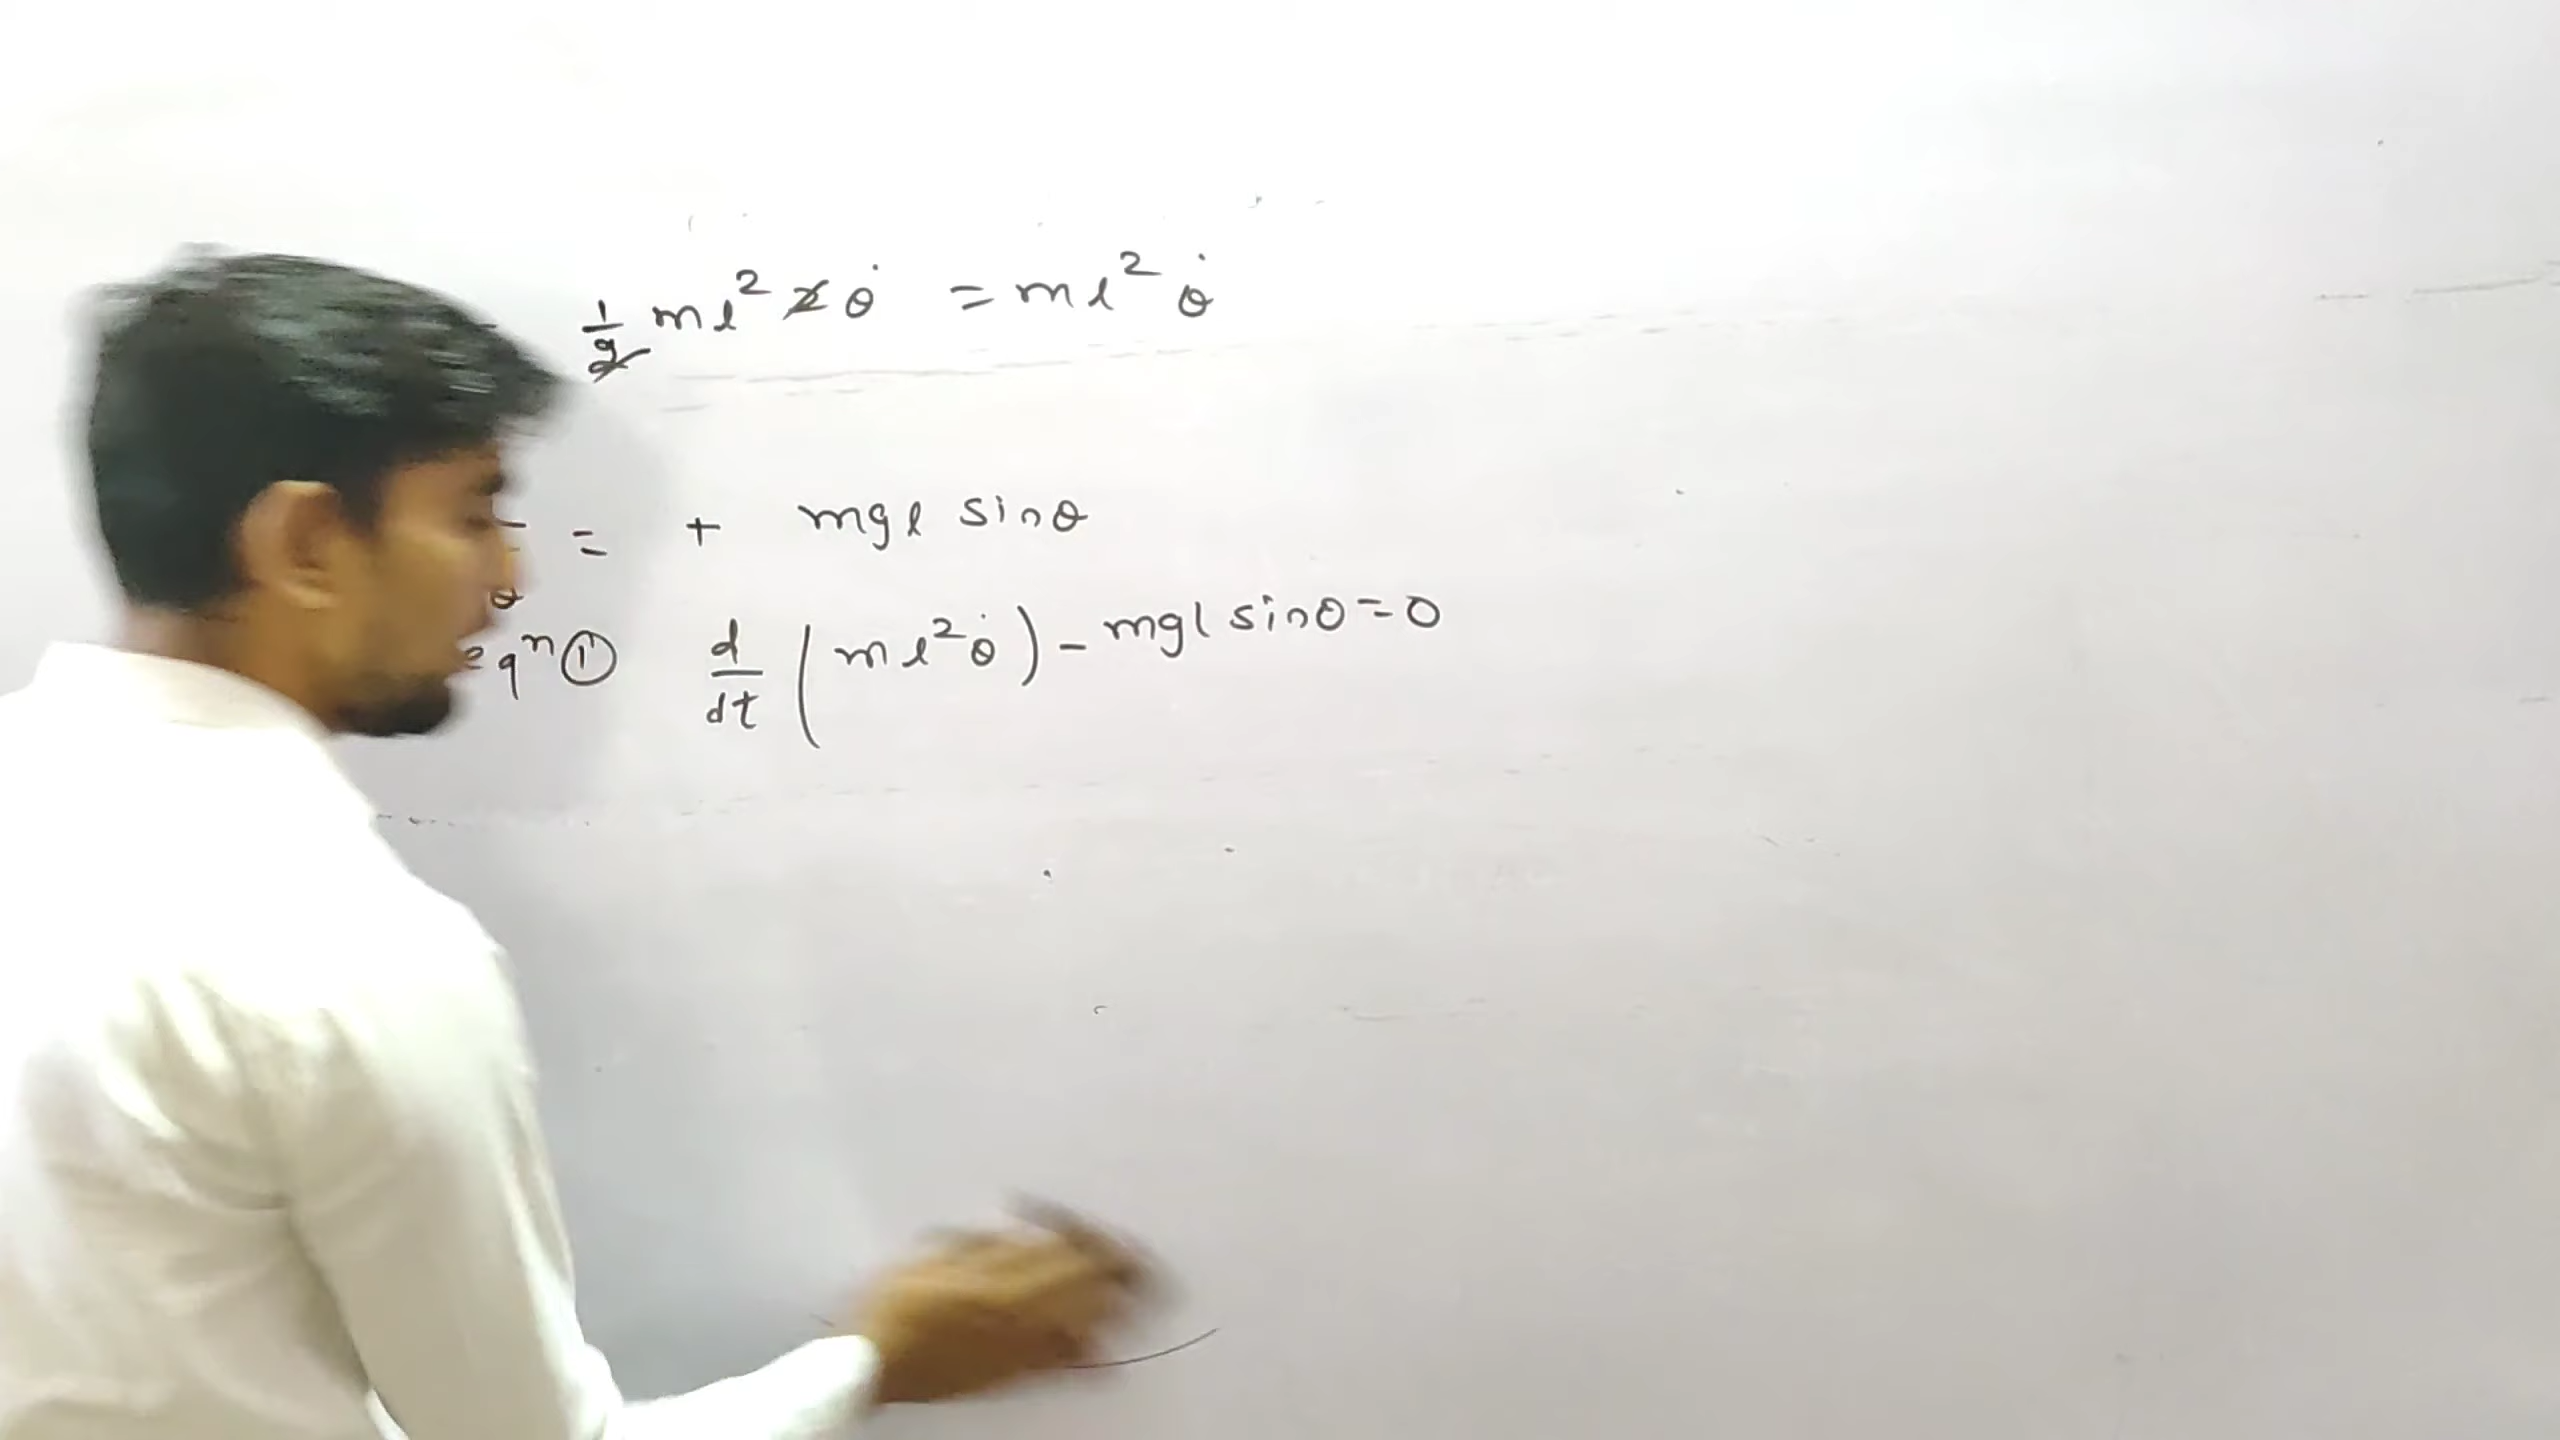 1/2 ml² 2θ̇ = ml² θ̇
= + mgl sinθ
θ
eqⁿ ① d/dt (ml²θ̇) - mgl sinθ = 0